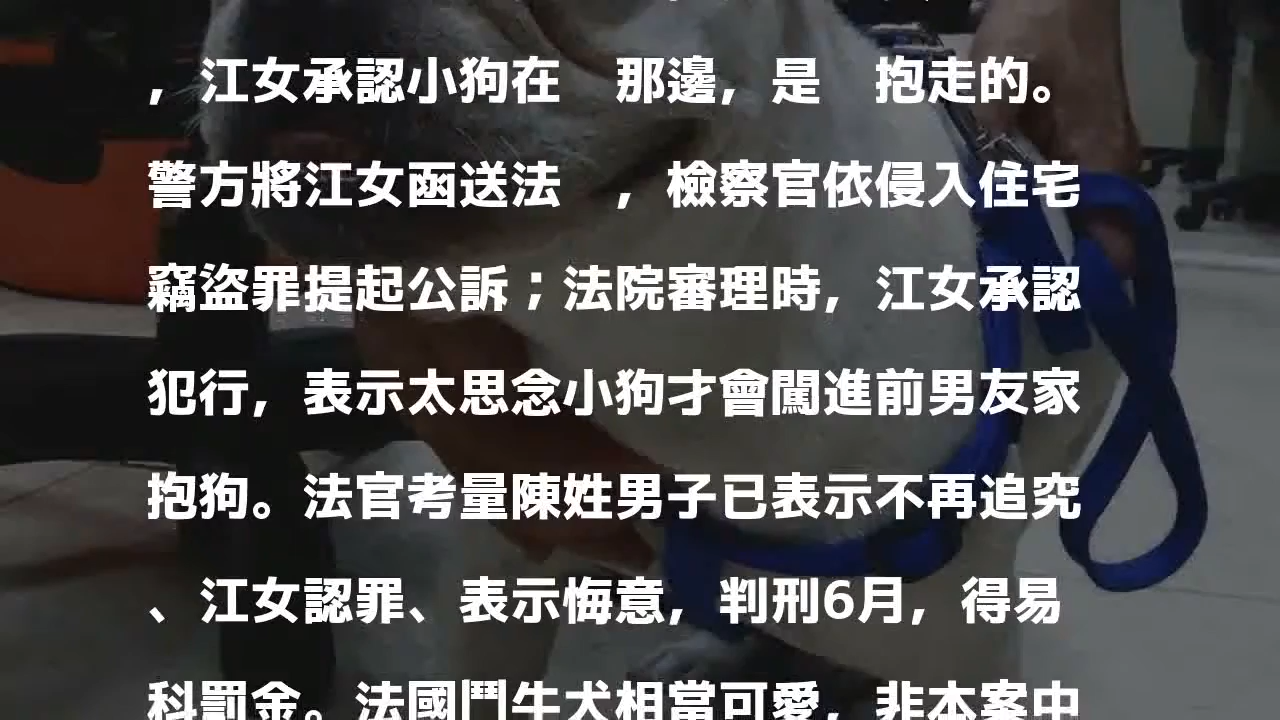 ，江女承認小狗在　那邊，是　抱走的。
警方將江女函送法　，檢察官依侵入住宅
竊盜罪提起公訴；法院審理時，江女承認
犯行，表示太思念小狗才會闖進前男友家
抱狗。法官考量陳姓男子已表示不再追究
、江女認罪、表示悔意，判刑6月，得易
科罰金。法國鬥牛犬相當可愛，非本案中